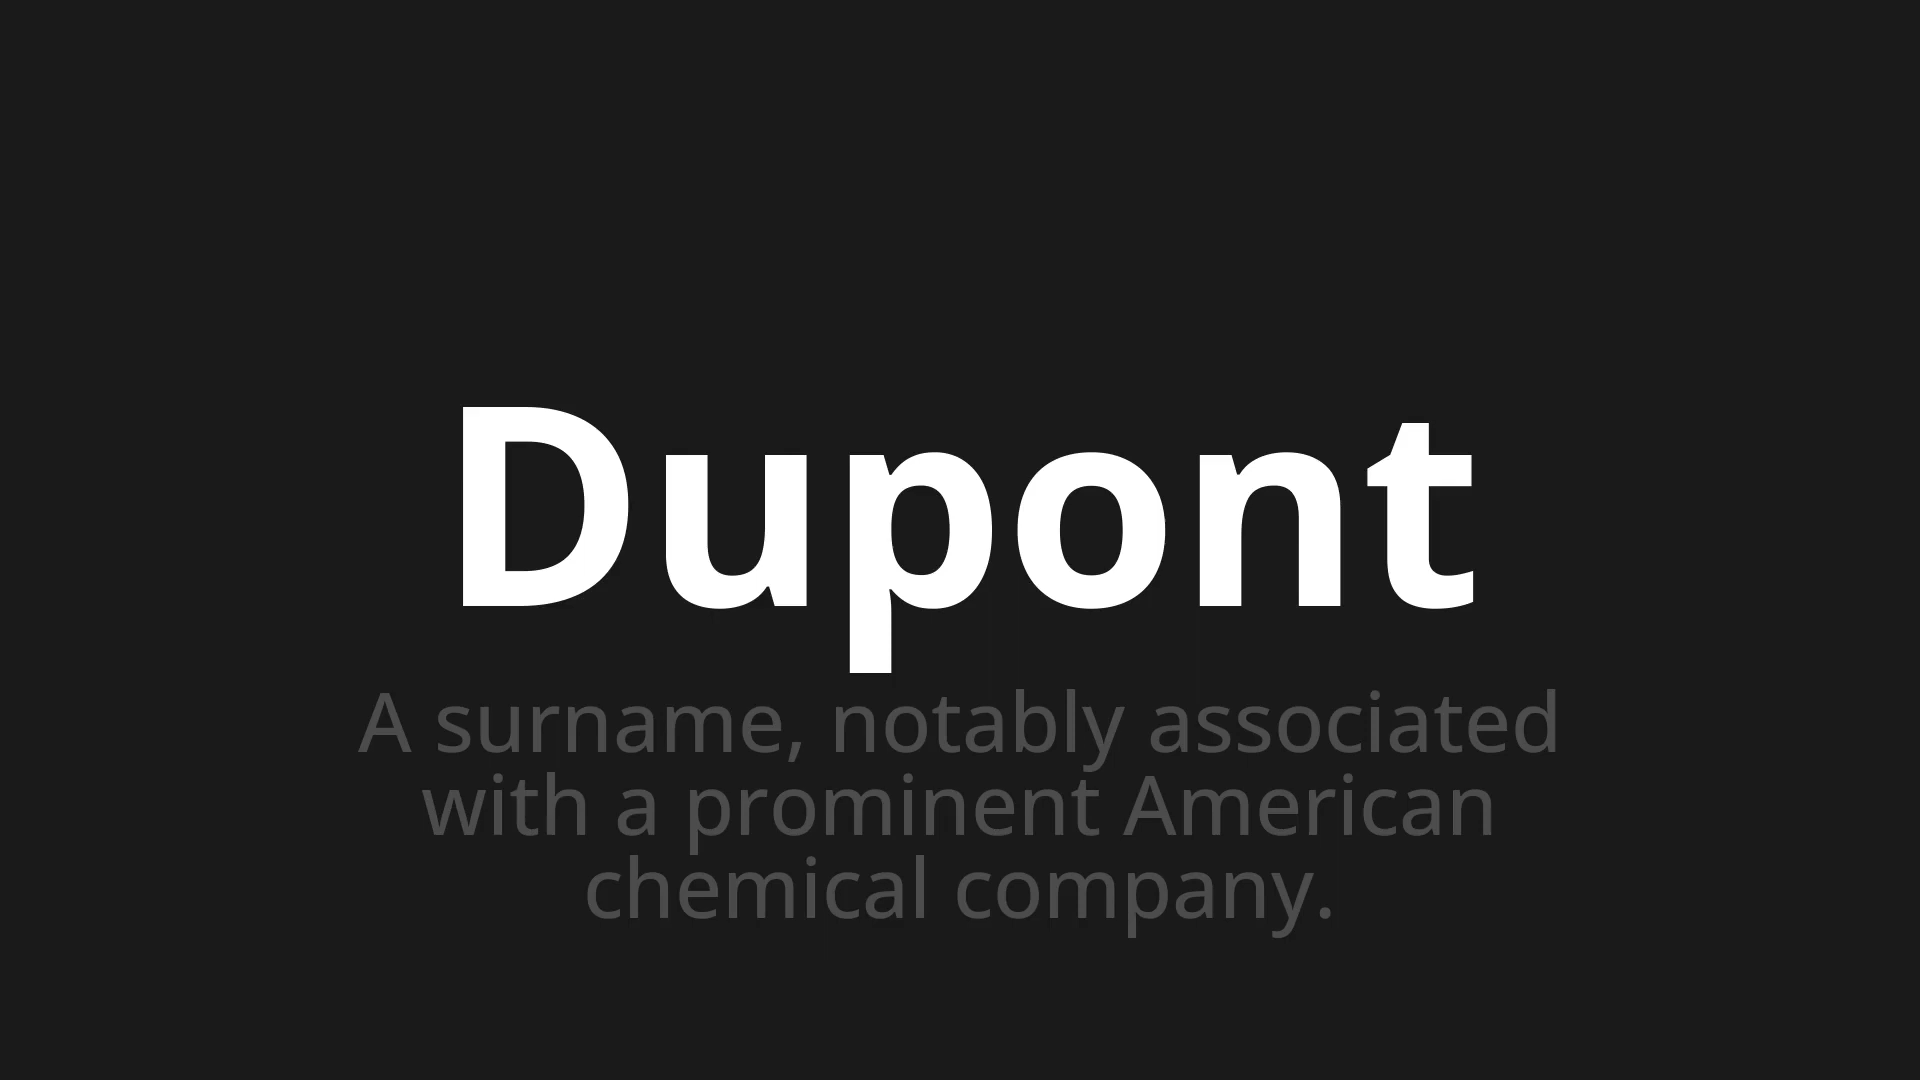 Dupont
A surname, notably associated
with a prominent American
chemical company.